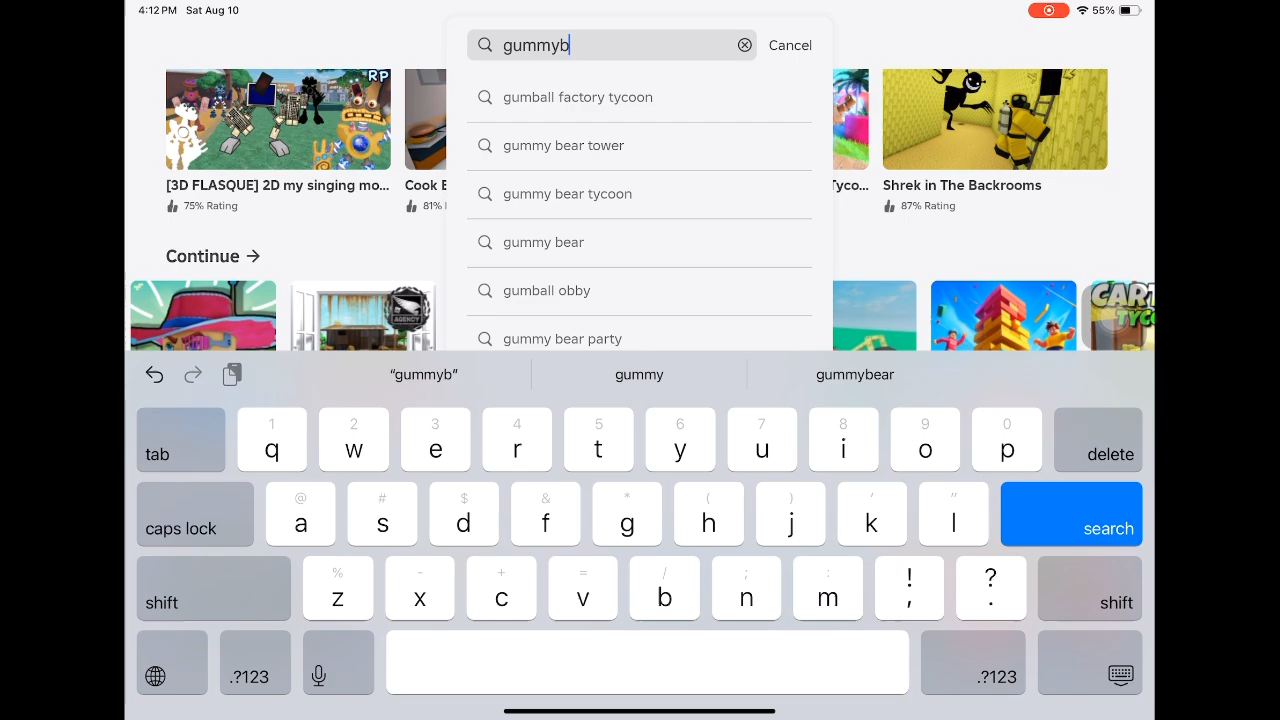 4:12 PM Sat Aug 10
55%
gummyb
Cancel
gumball factory tycoon
gummy bear tower
gummy bear tycoon
gummy bear
gumball obby
gummy bear party
RP
[3D FLASQUE] 2D my singing mo...
75% Rating
Cook
81%
Tyco...
Shrek in The Backrooms
87% Rating
Continue →
AGENCY
“gummyb”
gummy
gummybear
1 2 3 4 5 6 7 8 9 0
tab q w e r t y u i o p delete
@ # $ & * ( ) ' "
caps lock a s d f g h j k l search
% - + = / ; :
shift z x c v b n m ! , ? . shift
.?123
.?123